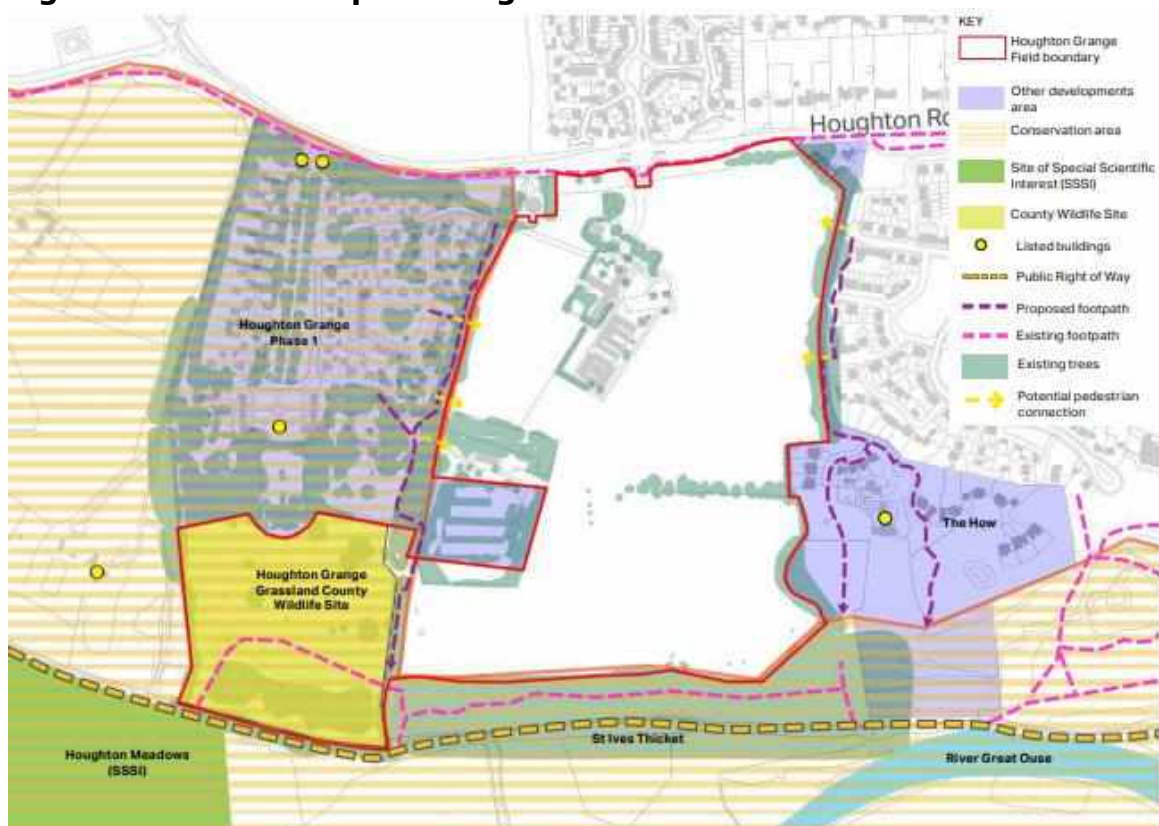 KEY
Houghton Grange
Field boundary
Other developments
area
Conservation area
Site of Special Scientific
Interest (SSSI)
County Wildlife Site
Listed buildings
Public Right of Way
Proposed footpath
Existing footpath
Existing trees
Potential pedestrian
connection
Houghton Ro
Houghton Grange
Phase 1
The How
Houghton Grange
Grassland County
Wildlife Site
St Ives Thicket
Houghton Meadows
(SSSI)
River Great Ouse